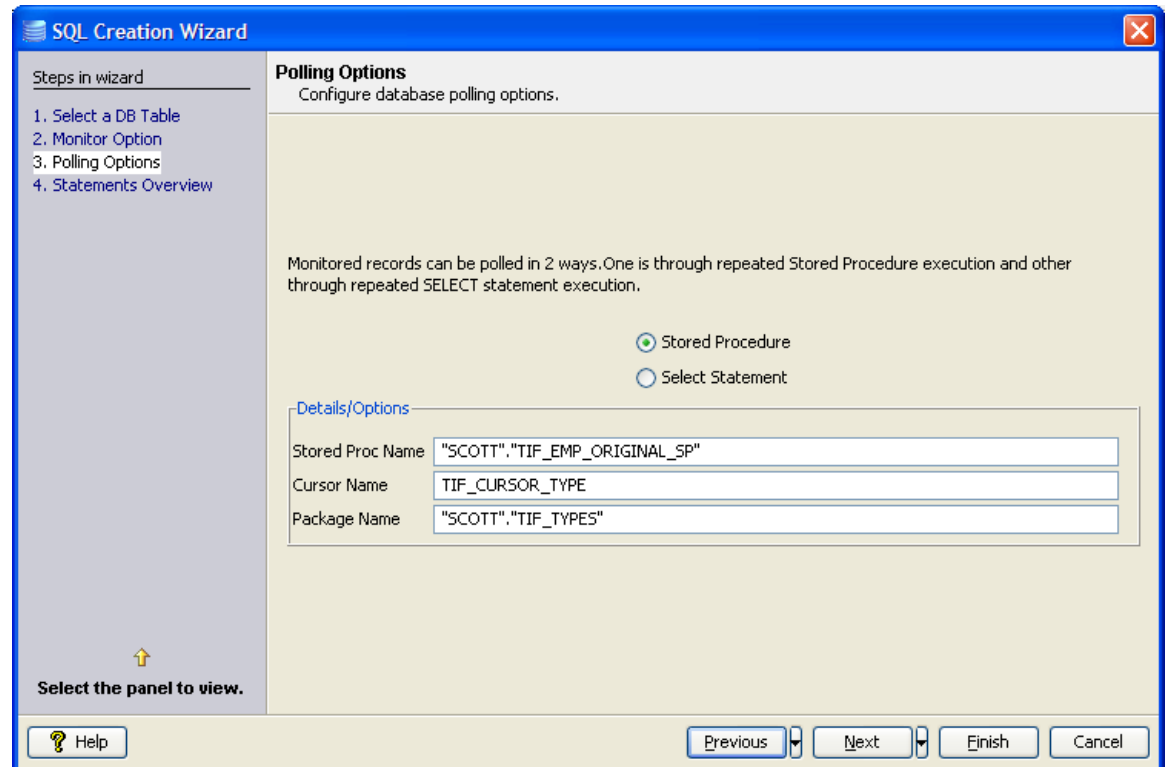 SQL Creation Wizard
Steps in wizard
1. Select a DB Table
2. Monitor Option
3. Polling Options
4. Statements Overview
Select the panel to view.
Polling Options
Configure database polling options.
Monitored records can be polled in 2 ways.One is through repeated Stored Procedure execution and other
through repeated SELECT statement execution.
Stored Procedure
Select Statement
Details/Options
Stored Proc Name "SCOTT"."TIF_EMP_ORIGINAL_SP"
Cursor Name TIF_CURSOR_TYPE
Package Name "SCOTT"."TIF_TYPES"
Help Previous Next Finish Cancel